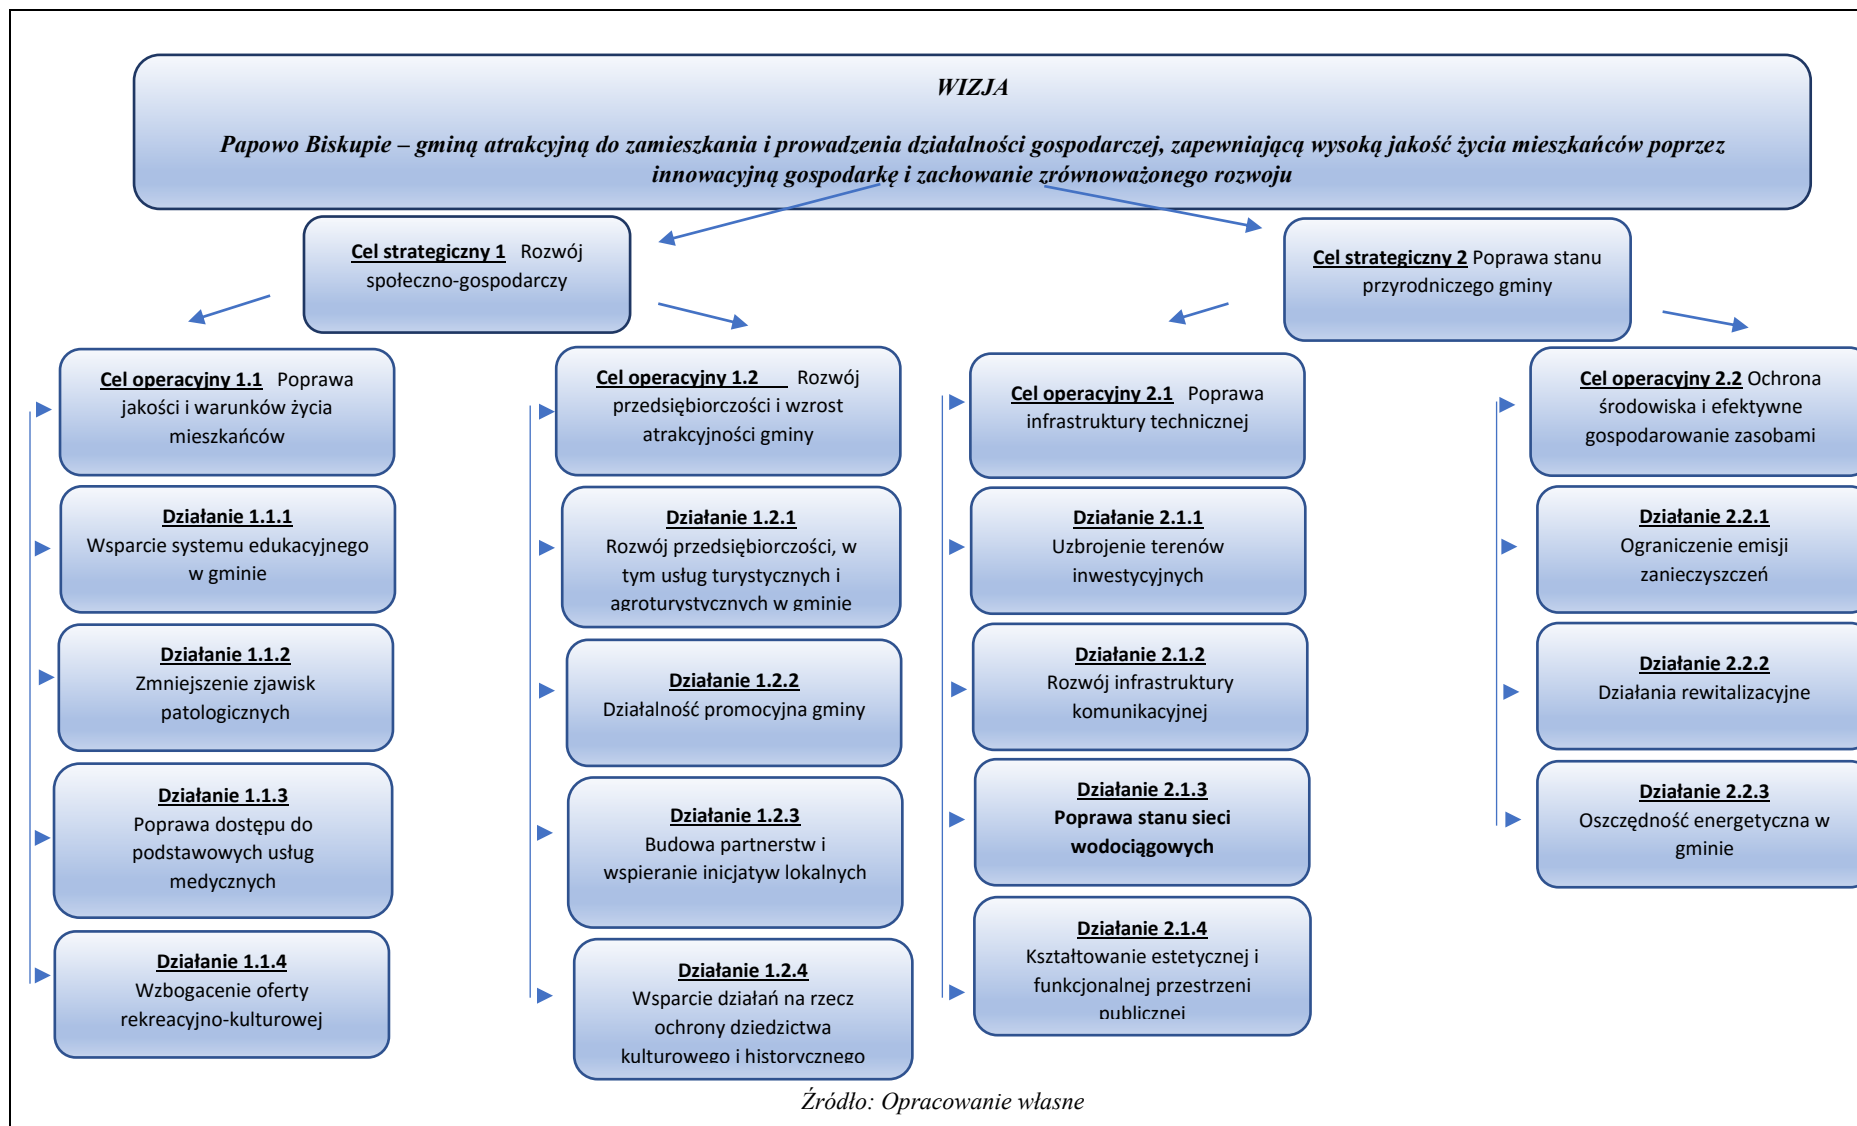 WIZJA
Papowo Biskupie – gminą atrakcyjną do zamieszkania i prowadzenia działalności gospodarczej, zapewniającą wysoką jakość życia mieszkańców poprzez
innowacyjną gospodarkę i zachowanie zrównoważonego rozwoju
Cel strategiczny 1 Rozwój
społeczno-gospodarczy
Cel strategiczny 2 Poprawa stanu
przyrodniczego gminy
Cel operacyjny 1.1 Poprawa
jakości i warunków życia
mieszkańców
Działanie 1.1.1
Wsparcie systemu edukacyjnego
w gminie
Działanie 1.1.2
Zmniejszenie zjawisk
patologicznych
Działanie 1.1.3
Poprawa dostępu do
podstawowych usług
medycznych
Działanie 1.1.4
Wzbogacenie oferty
rekreacyjno-kulturowej
Cel operacyjny 1.2 Rozwój
przedsiębiorczości i wzrost
atrakcyjności gminy
Działanie 1.2.1
Rozwój przedsiębiorczości, w
tym usług turystycznych i
agroturystycznych w gminie
Działanie 1.2.2
Działalność promocyjna gminy
Działanie 1.2.3
Budowa partnerstw i
wspieranie inicjatyw lokalnych
Działanie 1.2.4
Wsparcie działań na rzecz
ochrony dziedzictwa
kulturowego i historycznego
Cel operacyjny 2.1 Poprawa
infrastruktury technicznej
Działanie 2.1.1
Uzbrojenie terenów
inwestycyjnych
Działanie 2.1.2
Rozwój infrastruktury
komunikacyjnej
Działanie 2.1.3
Poprawa stanu sieci
wodociągowych
Działanie 2.1.4
Kształtowanie estetycznej i
funkcjonalnej przestrzeni
publicznej
Cel operacyjny 2.2 Ochrona
środowiska i efektywne
gospodarowanie zasobami
Działanie 2.2.1
Ograniczenie emisji
zanieczyszczeń
Działanie 2.2.2
Działania rewitalizacyjne
Działanie 2.2.3
Oszczędność energetyczna w
gminie
Źródło: Opracowanie własne